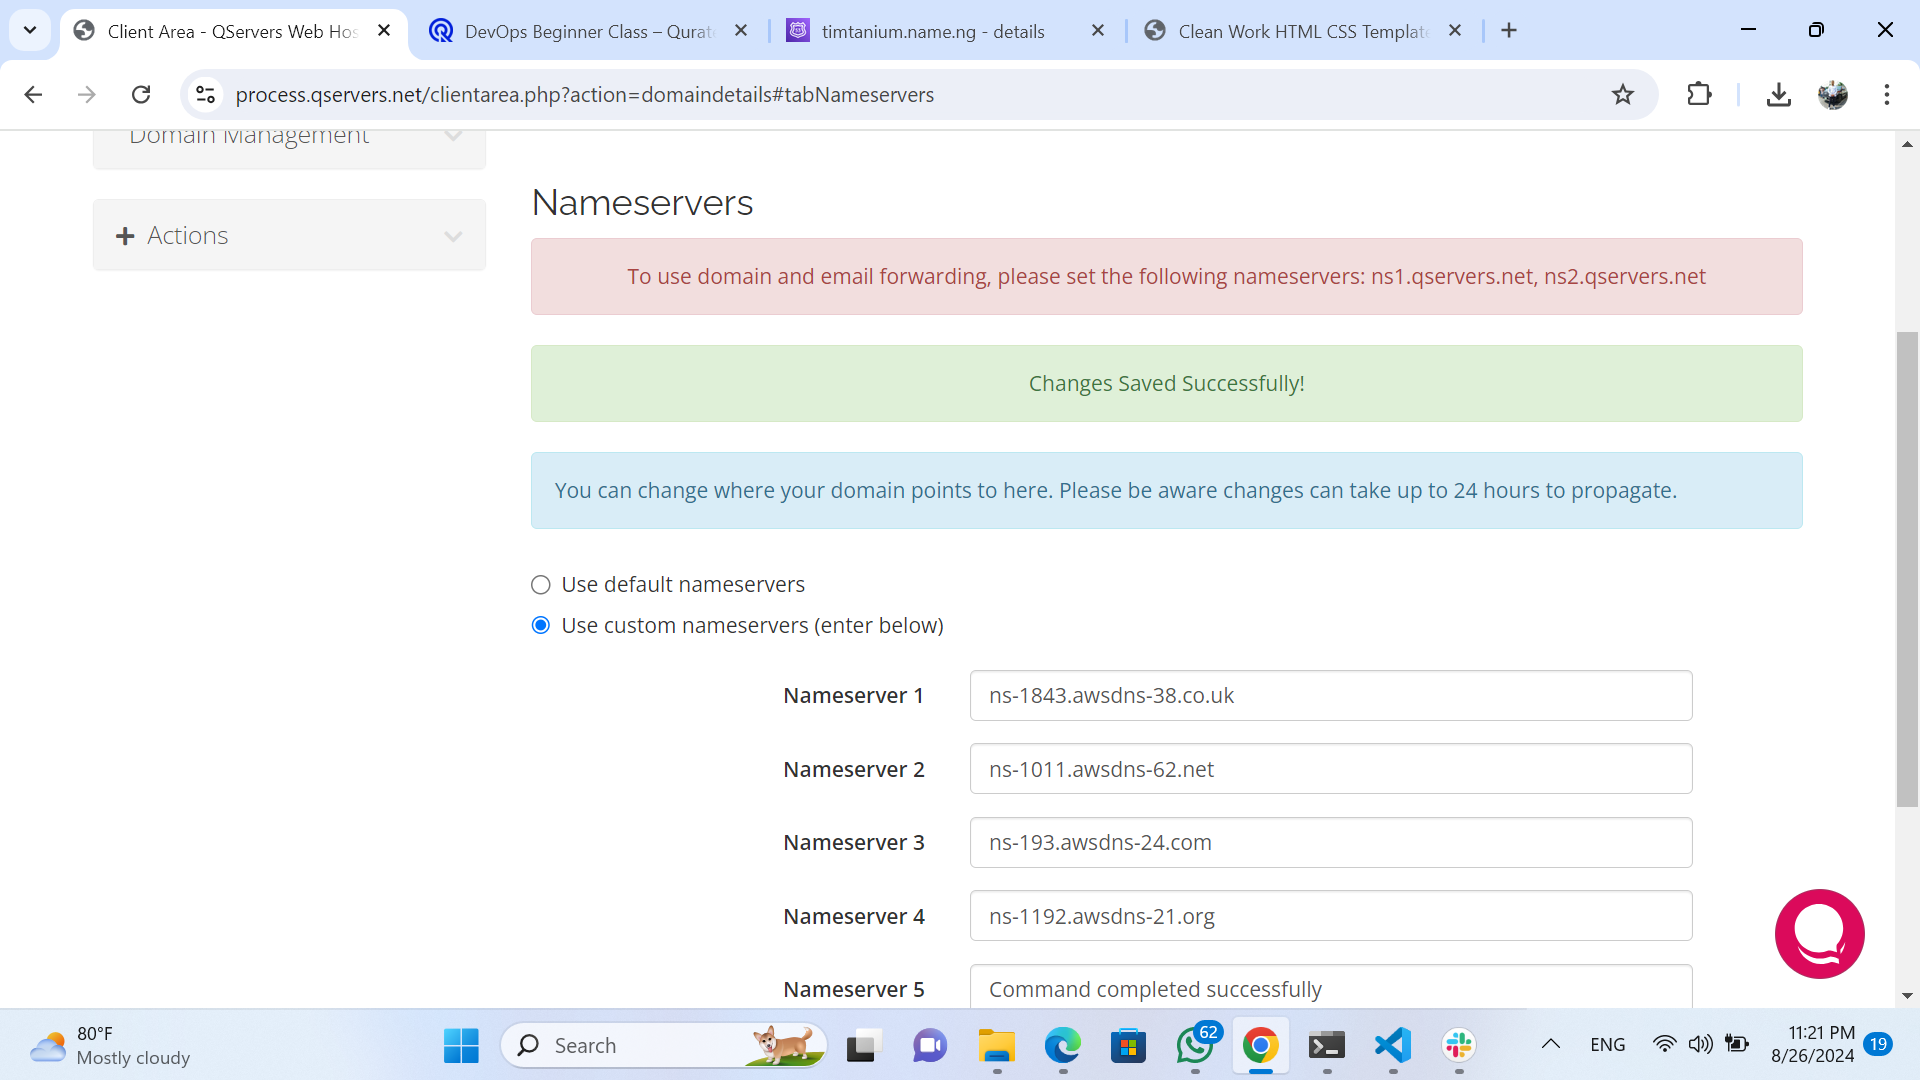 Client Area - QServers Web Hos
DevOps Beginner Class – Qurat
timtanium.name.ng - details
Clean Work HTML CSS Template
process.qservers.net/clientarea.php?action=domaindetails#tabNameservers
Domain Management
Actions
Nameservers
To use domain and email forwarding, please set the following nameservers: ns1.qservers.net, ns2.qservers.net
Changes Saved Successfully!
You can change where your domain points to here. Please be aware changes can take up to 24 hours to propagate.
Use default nameservers
Use custom nameservers (enter below)
Nameserver 1 ns-1843.awsdns-38.co.uk
Nameserver 2 ns-1011.awsdns-62.net
Nameserver 3 ns-193.awsdns-24.com
Nameserver 4 ns-1192.awsdns-21.org
Nameserver 5 Command completed successfully
80°F
Mostly cloudy
Search
62
ENG
11:21 PM
8/26/2024
19